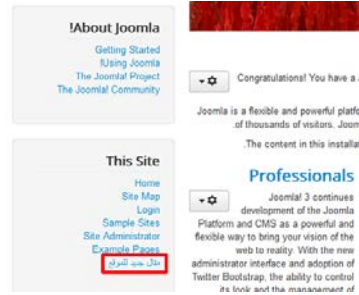 !About Joomla
Getting Started
!Using Joomla
The Joomla! Project
The Joomla! Community
This Site
Home
Site Map
Login
Sample Sites
Site Administrator
Example Pages
مقال جديد للموقع
Congratulations! You have a
Joomla is a flexible and powerful platfo
.of thousands of visitors. Joom
.The content in this installa
Professionals
Joomla! 3 continues
development of the Joomla
Platform and CMS as a powerful and
flexible way to bring your vision of the
web to reality. With the new
administrator interface and adoption of
Twitter Bootstrap, the ability to control
its look and the management of